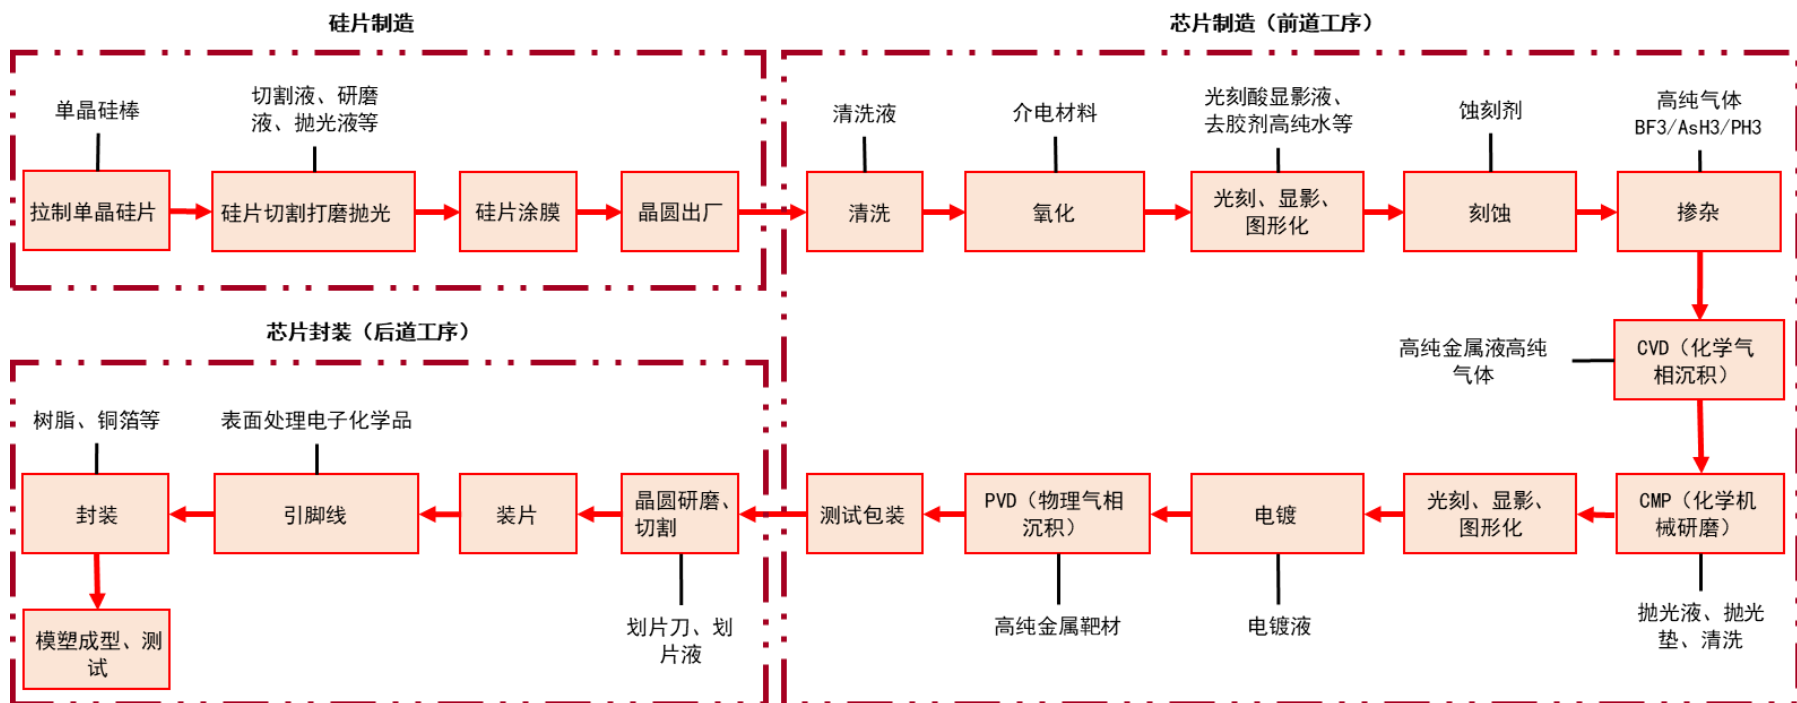 硅片制造
单晶硅棒
切割液、研磨
液、抛光液等
拉制单晶硅片
硅片切割打磨抛光
硅片涂膜
晶圆出厂
芯片制造（前道工序）
清洗液
介电材料
光刻酸显影液、
去胶剂高纯水等
蚀刻剂
高纯气体
BF3/AsH3/PH3
清洗
氧化
光刻、显影、
图形化
刻蚀
掺杂
高纯金属液高纯
气体
CVD（化学气
相沉积）
CMP（化学机
械研磨）
抛光液、抛光
垫、清洗
光刻、显影、
图形化
电镀
电镀液
PVD（物理气相
沉积）
高纯金属靶材
测试包装
芯片封装（后道工序）
树脂、铜箔等
表面处理电子化学品
晶圆研磨、
切割
划片刀、划
片液
装片
引脚线
封装
模塑成型、测
试